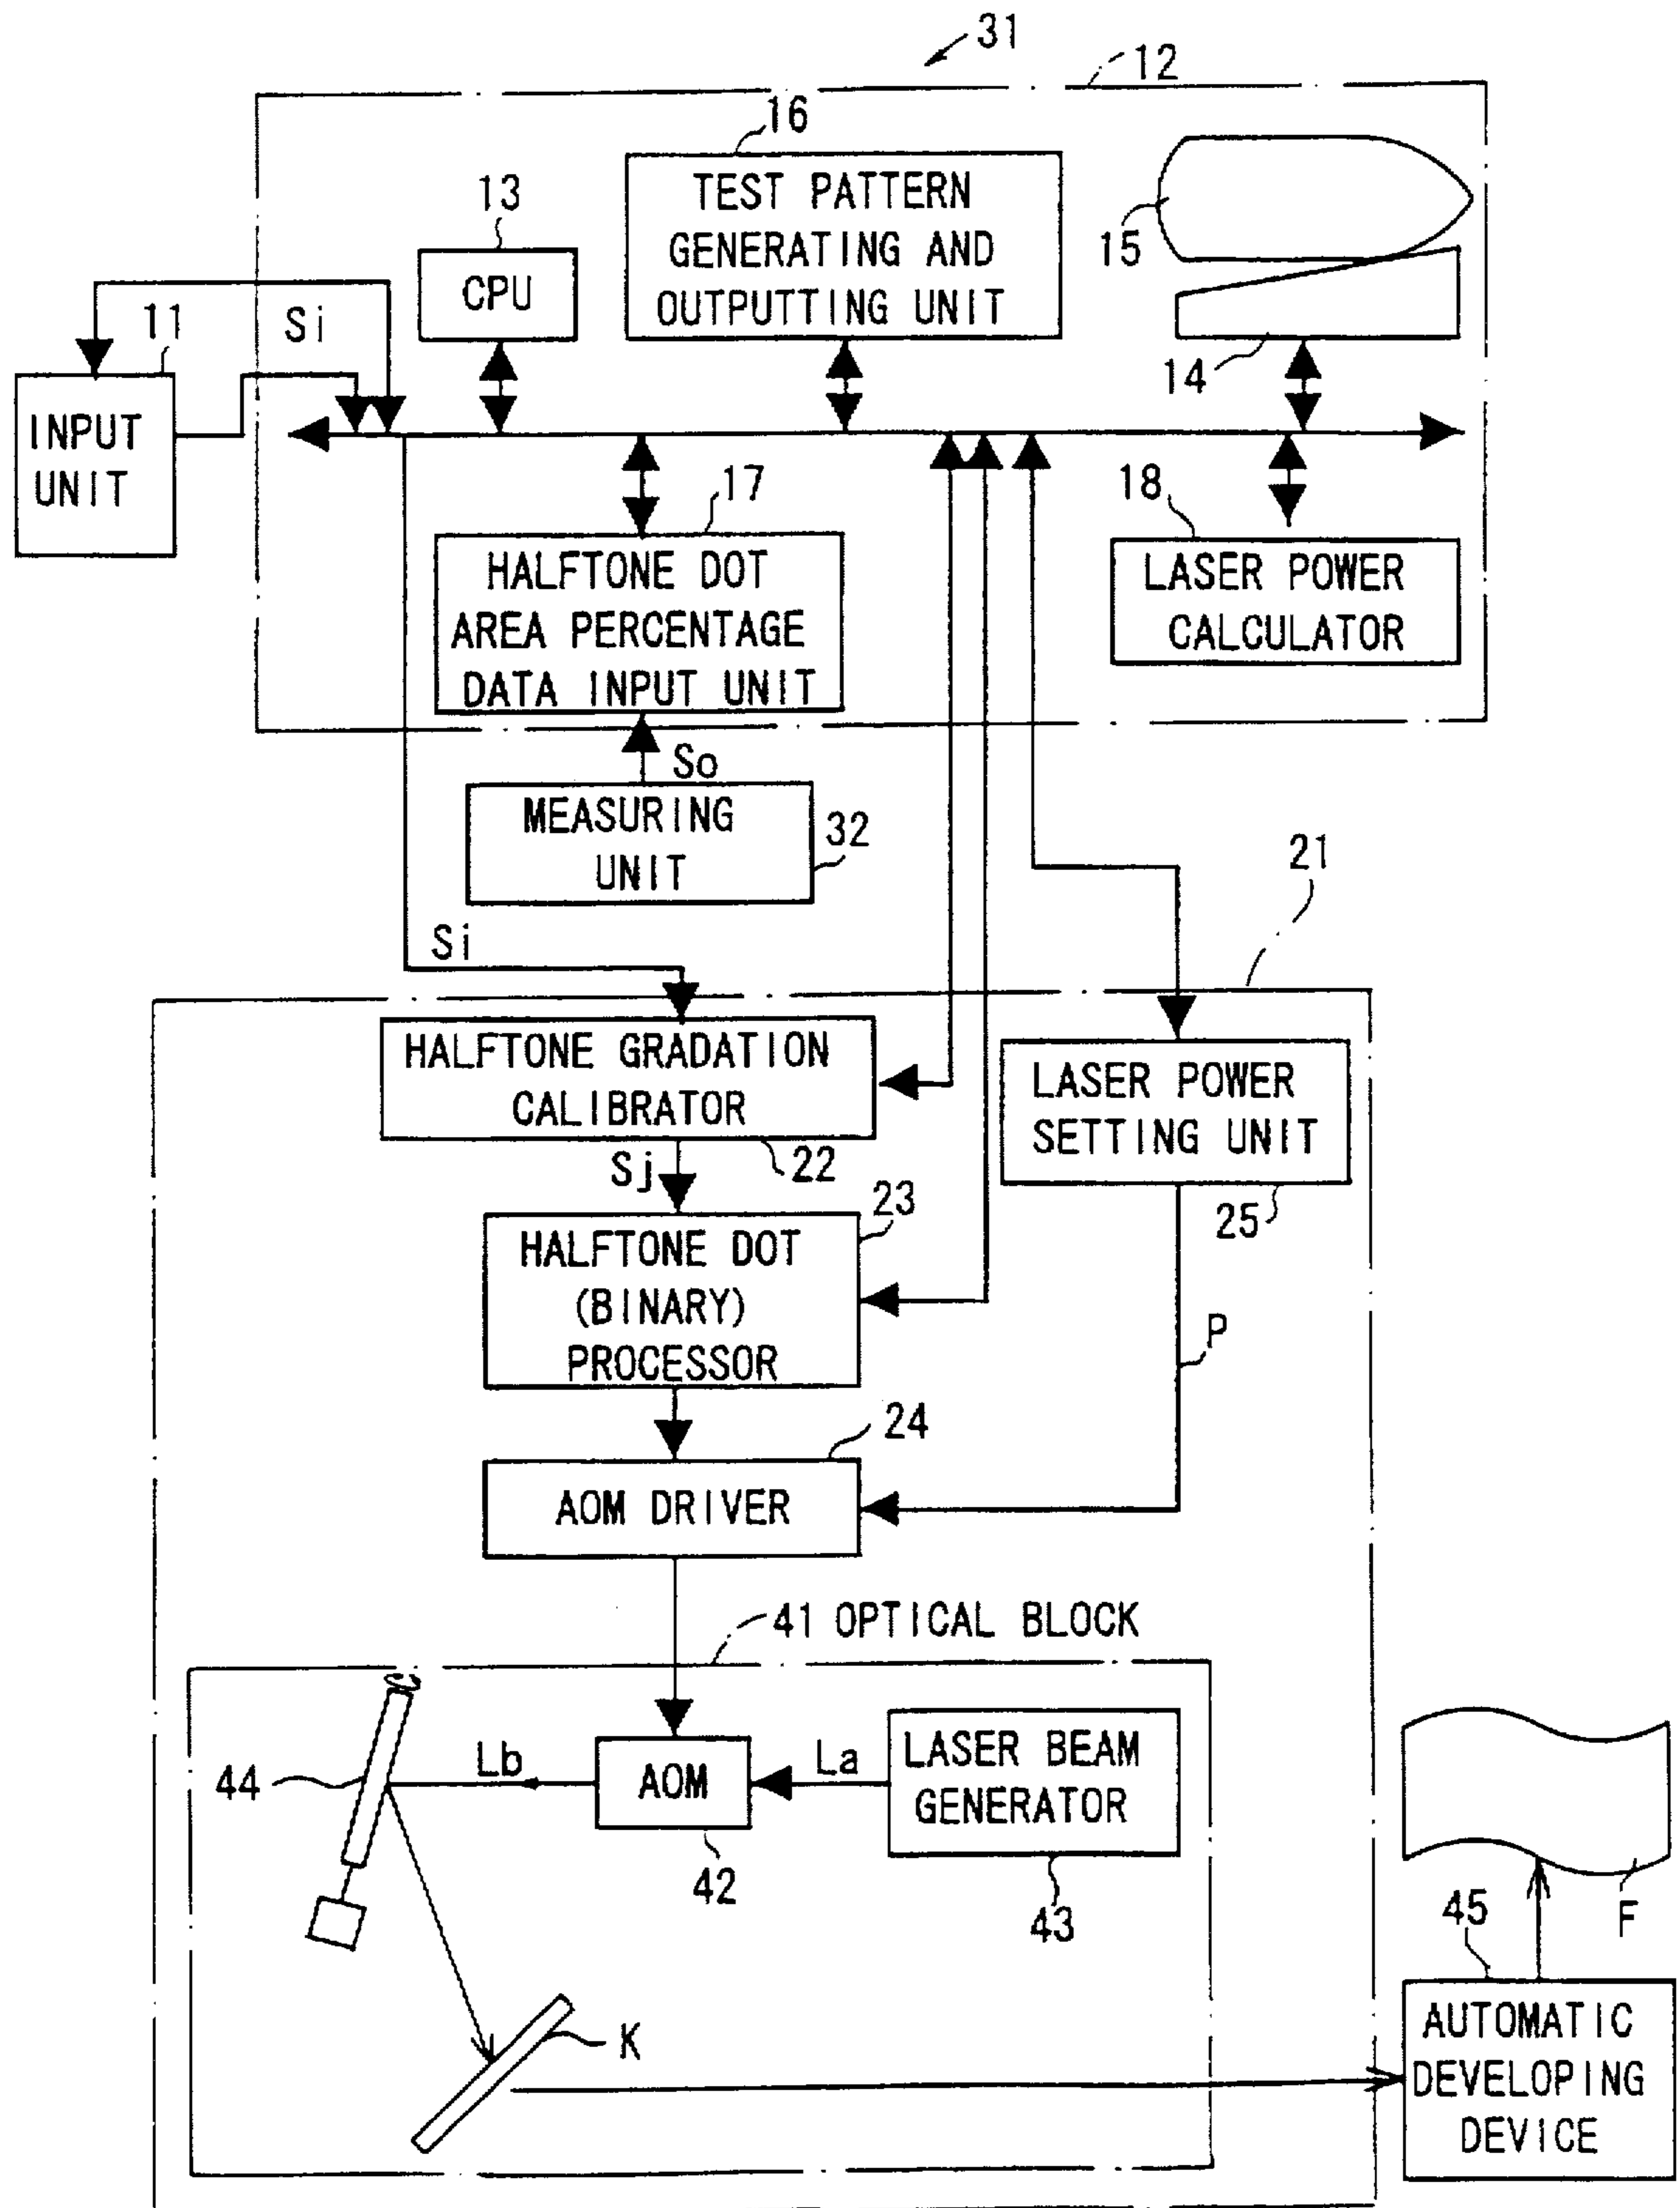 31
12
16
TEST PATTERN
GENERATING AND
OUTPUTTING UNIT
13
CPU
15
14
11
Si
INPUT
UNIT
17
HALFTONE DOT
AREA PERCENTAGE
DATA INPUT UNIT
18
LASER POWER
CALCULATOR
So
MEASURING
UNIT
32
21
Si
HALFTONE GRADATION
CALIBRATOR
22
LASER POWER
SETTING UNIT
25
Sj
23
HALFTONE DOT
(BINARY)
PROCESSOR
P
24
AOM DRIVER
41 OPTICAL BLOCK
44
Lb
AOM
42
La
LASER BEAM
GENERATOR
43
K
F
45
AUTOMATIC
DEVELOPING
DEVICE